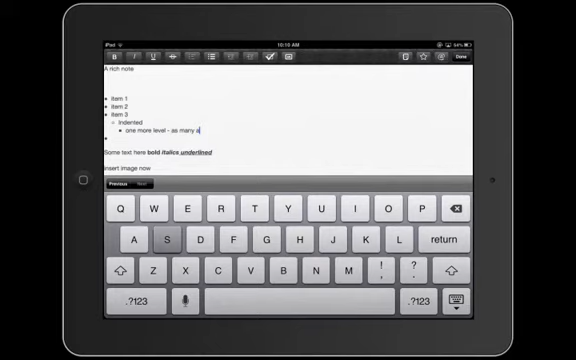 iPad
10:10 AM
94%
B
I
U
Done
A rich note
• Item 1
• Item 2
• Item 3
○ Indented
▪ one more level - as many a
•
Some text here bold italics underlined
Insert image now
Previous
Next
Q W E R T Y U I O P
A S D F G H J K L return
Z X C V B N M ! , ? .
.?123
.?123